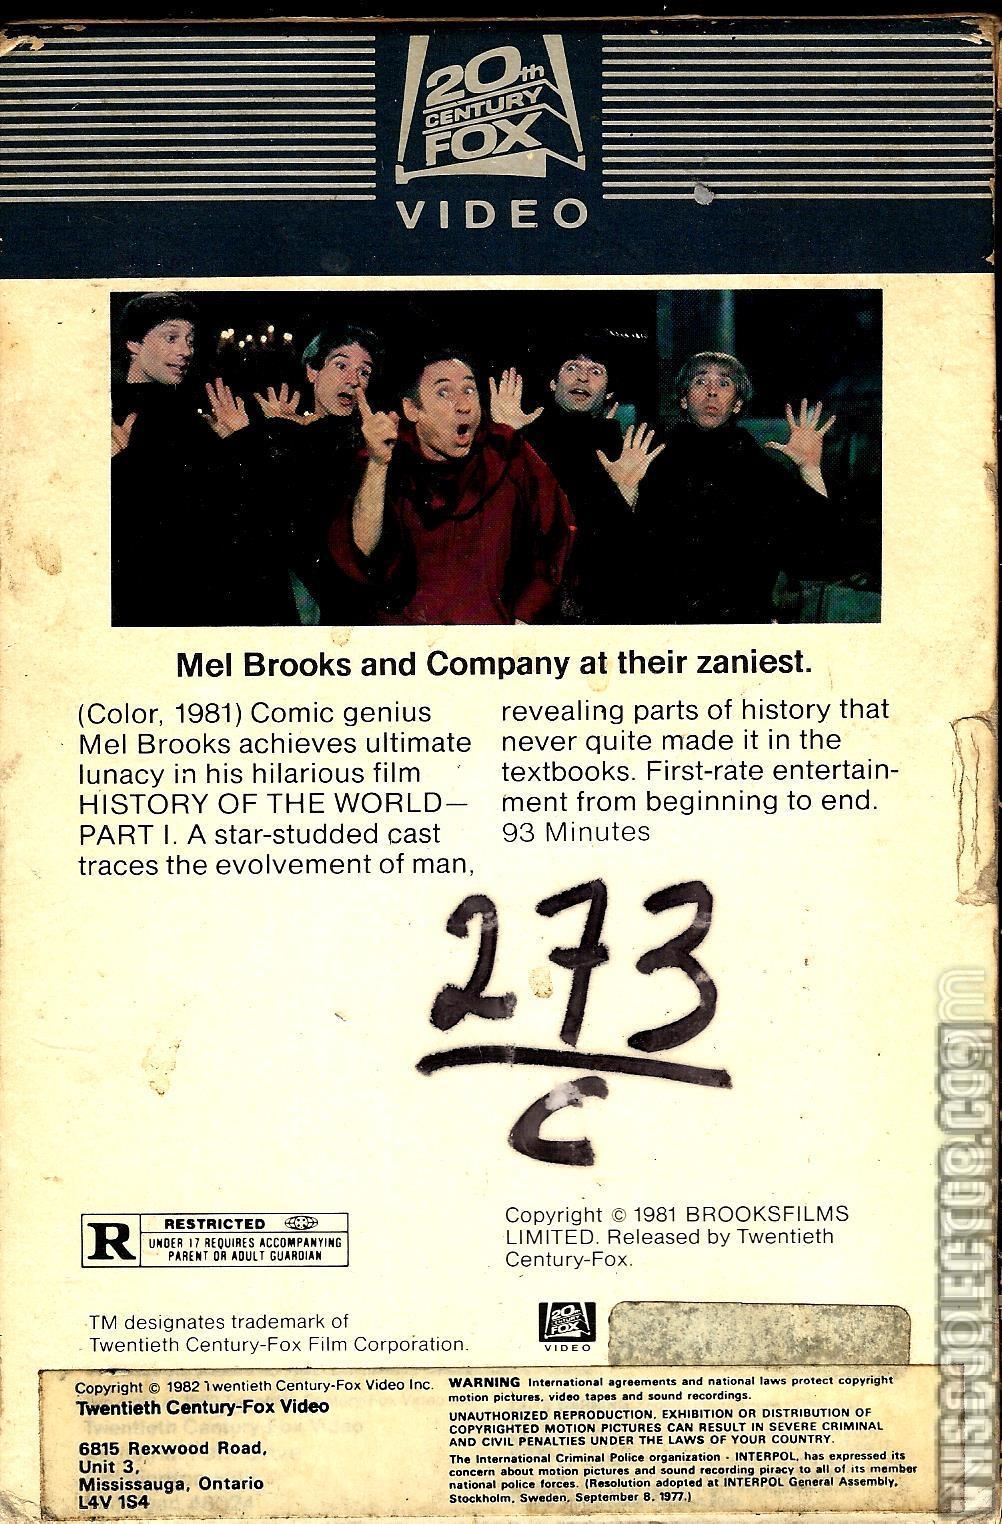 20th
CENTURY
FOX
VIDEO
Mel Brooks and Company at their zaniest.
(Color, 1981) Comic genius
Mel Brooks achieves ultimate
lunacy in his hilarious film
HISTORY OF THE WORLD—
PART I. A star-studded cast
traces the evolvement of man,
revealing parts of history that
never quite made it in the
textbooks. First-rate entertain-
ment from beginning to end.
93 Minutes
273
C
R
RESTRICTED
UNDER 17 REQUIRES ACCOMPANYING
PARENT OR ADULT GUARDIAN
Copyright © 1981 BROOKSFILMS
LIMITED. Released by Twentieth
Century-Fox.
TM designates trademark of
Twentieth Century-Fox Film Corporation.
20th
CENTURY
FOX
VIDEO
Copyright © 1982 Twentieth Century-Fox Video Inc.
Twentieth Century-Fox Video
6815 Rexwood Road,
Unit 3,
Mississauga, Ontario
L4V 1S4
WARNING International agreements and national laws protect copyright
motion pictures, video tapes and sound recordings.
UNAUTHORIZED REPRODUCTION, EXHIBITION OR DISTRIBUTION OF
COPYRIGHTED MOTION PICTURES CAN RESULT IN SEVERE CRIMINAL
AND CIVIL PENALTIES UNDER THE LAWS OF YOUR COUNTRY.
The International Criminal Police organization - INTERPOL, has expressed its
concern about motion pictures and sound recording piracy to all of its member
national police forces. (Resolution adopted at INTERPOL General Assembly,
Stockholm, Sweden, September 8, 1977.)